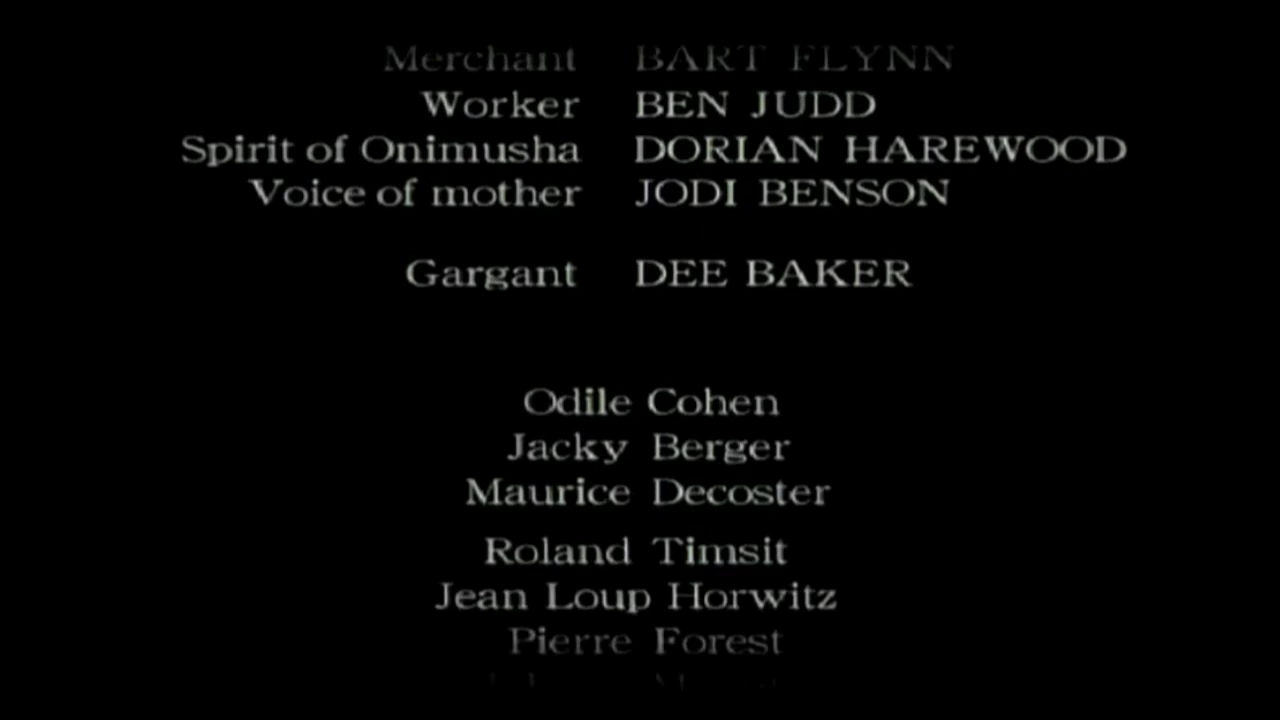 Merchant BART FLYNN
Worker BEN JUDD
Spirit of Onimusha DORIAN HAREWOOD
Voice of mother JODI BENSON
Gargant DEE BAKER
Odile Cohen
Jacky Berger
Maurice Decoster
Roland Timsit
Jean Loup Horwitz
Pierre Forest